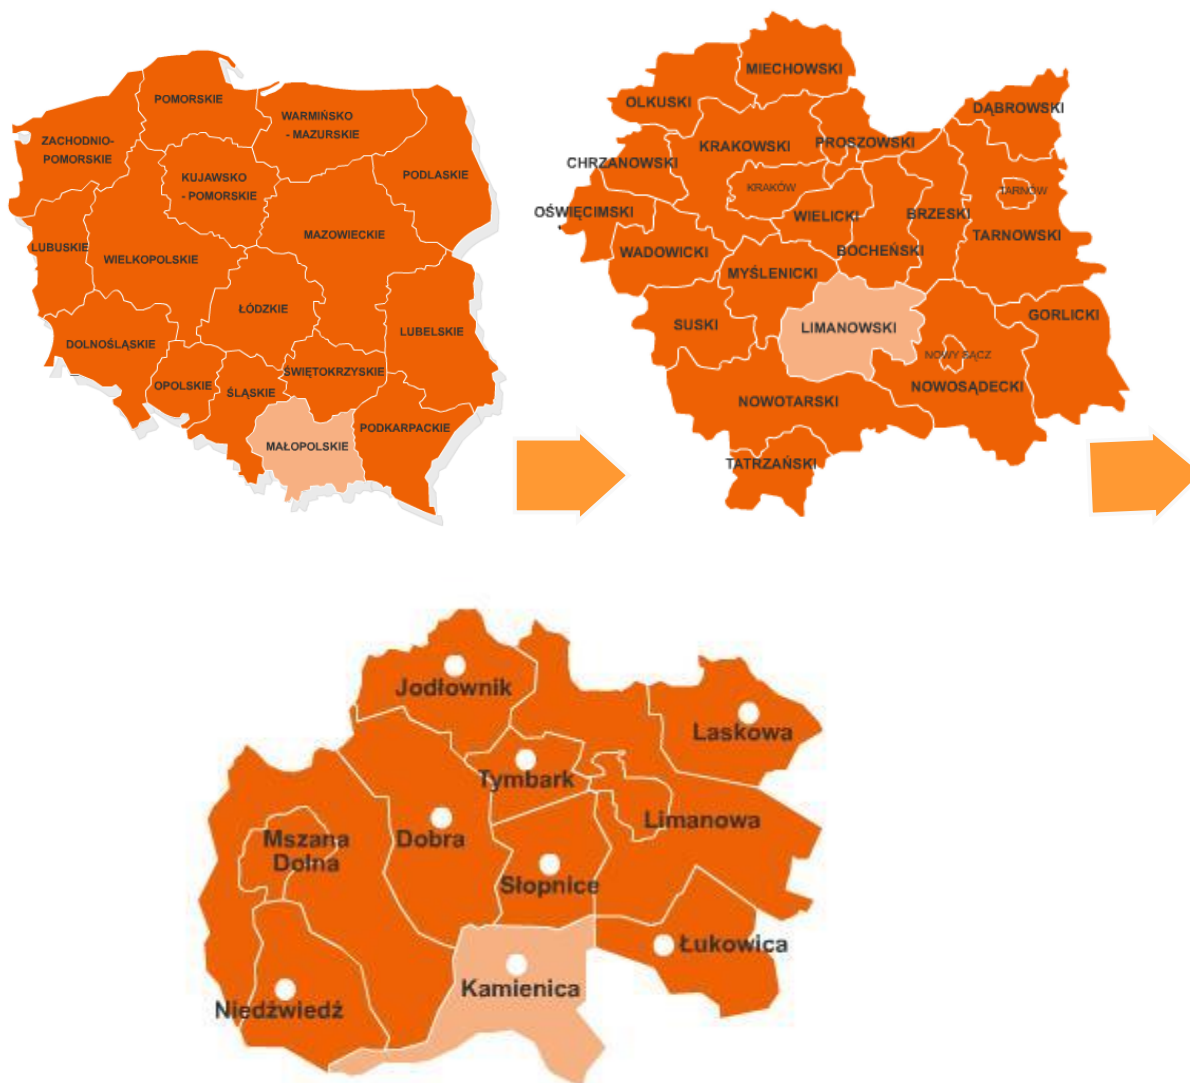 POMORSKIE
WARMIŃSKO
- MAZURSKIE
ZACHODNIO-
POMORSKIE
KUJAWSKO
- POMORSKIE
PODLASKIE
MAZOWIECKIE
LUBUSKIE
WIELKOPOLSKIE
ŁÓDZKIE
LUBELSKIE
DOLNOŚLĄSKIE
OPOLSKIE
ŚLĄSKIE
ŚWIĘTOKRZYSKIE
MAŁOPOLSKIE
PODKARPACKIE
MIECHOWSKI
OLKUSKI
DĄBROWSKI
KRAKOWSKI
PROSZOWSKI
CHRZANOWSKI
KRAKÓW
TARNÓW
OŚWIĘCIMSKI
WIELICKI
BRZESKI
TARNOWSKI
WADOWICKI
BOCHEŃSKI
MYŚLENICKI
SUSKI
LIMANOWSKI
GORLICKI
NOWY SĄCZ
NOWOSĄDECKI
NOWOTARSKI
TATRZAŃSKI
Jodłownik
Laskowa
Tymbark
Limanowa
Mszana
Dolna
Dobra
Słopnice
Łukowica
Kamienica
Niedźwiedź